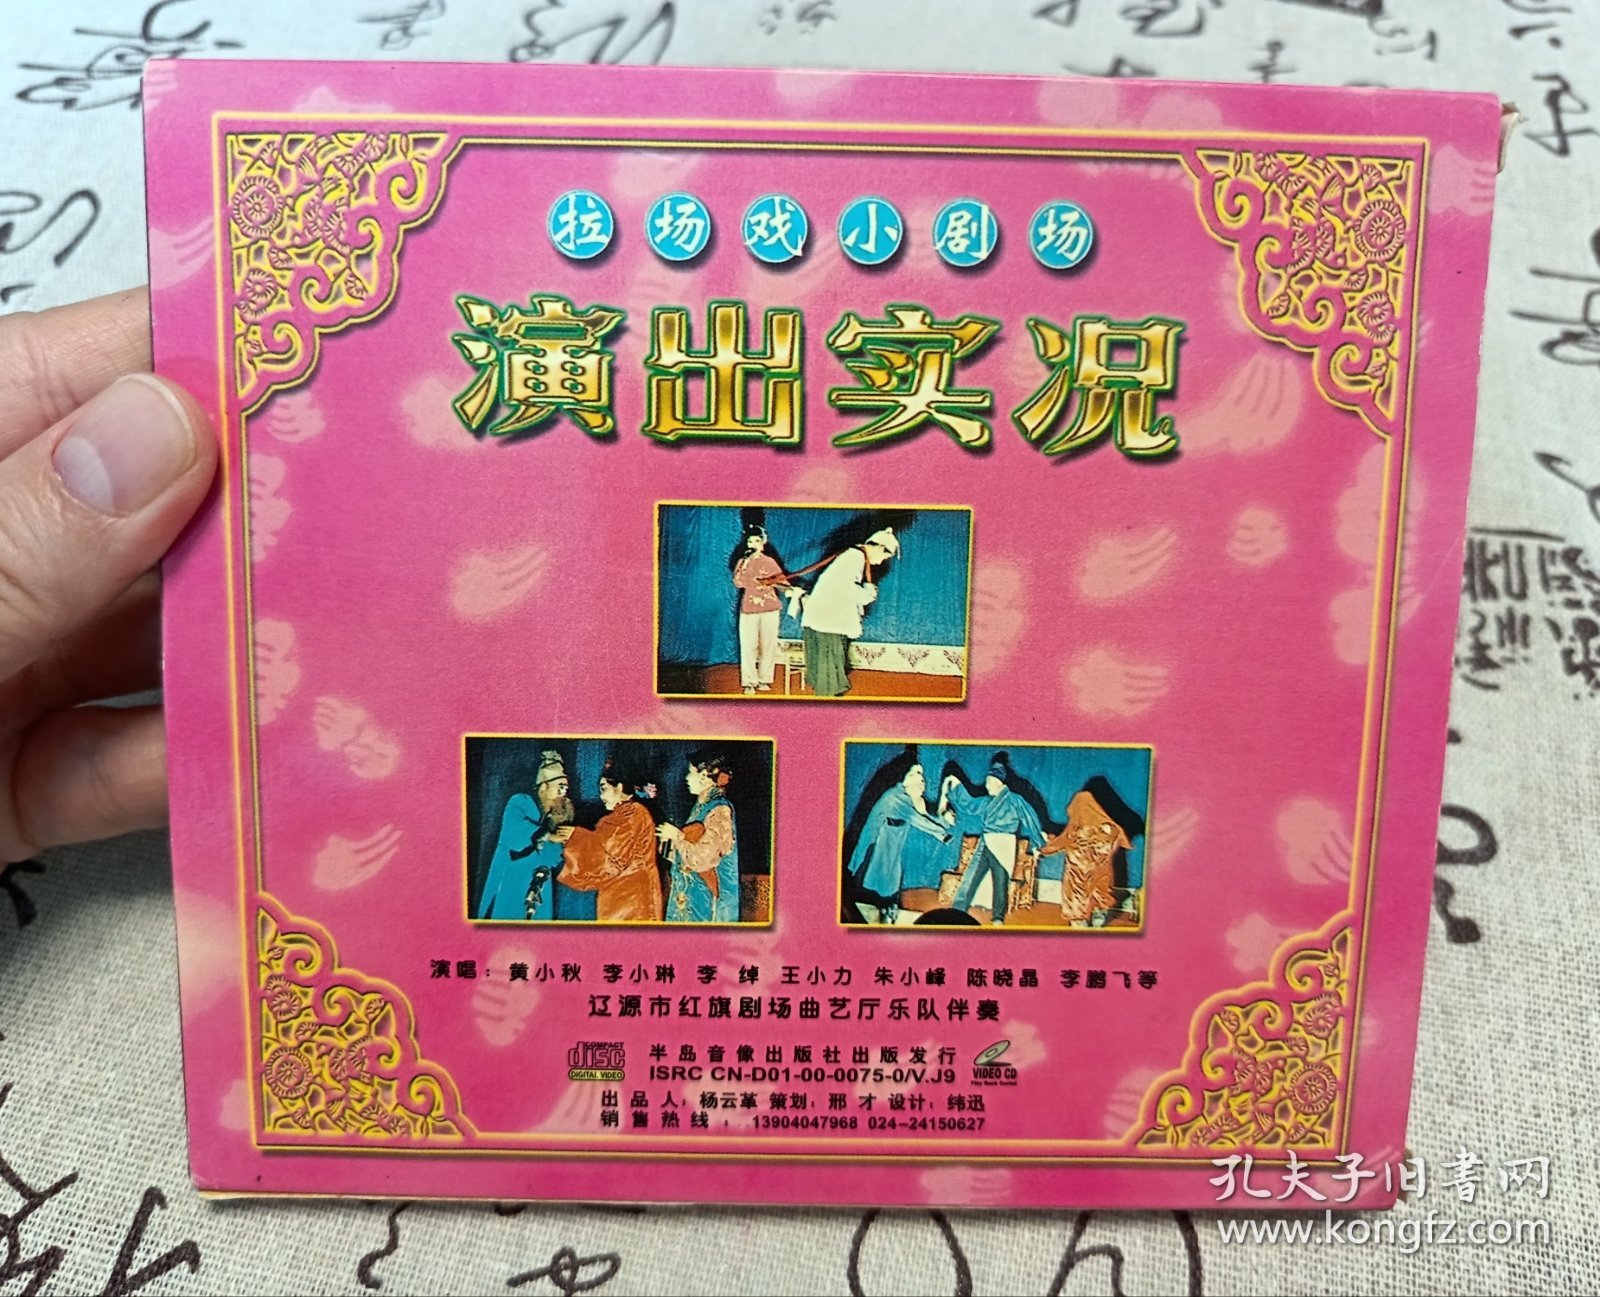 拉场戏小剧场
演出实况
演唱：黄小秋 李小琳 李 绰 王小力 朱小峰 陈晓晶 李鹏飞等
辽源市红旗剧场曲艺厅乐队伴奏
COMPACT
disc
DIGITAL VIDEO
半岛音像出版社出版发行
ISRC CN-D01-00-0075-0/V.J9
VIDEO CD
出品人：杨云革 策划：邢 才 设计：纬迅
销售热线：13904047968 024-24150627
孔夫子旧书网
www.kongfz.com